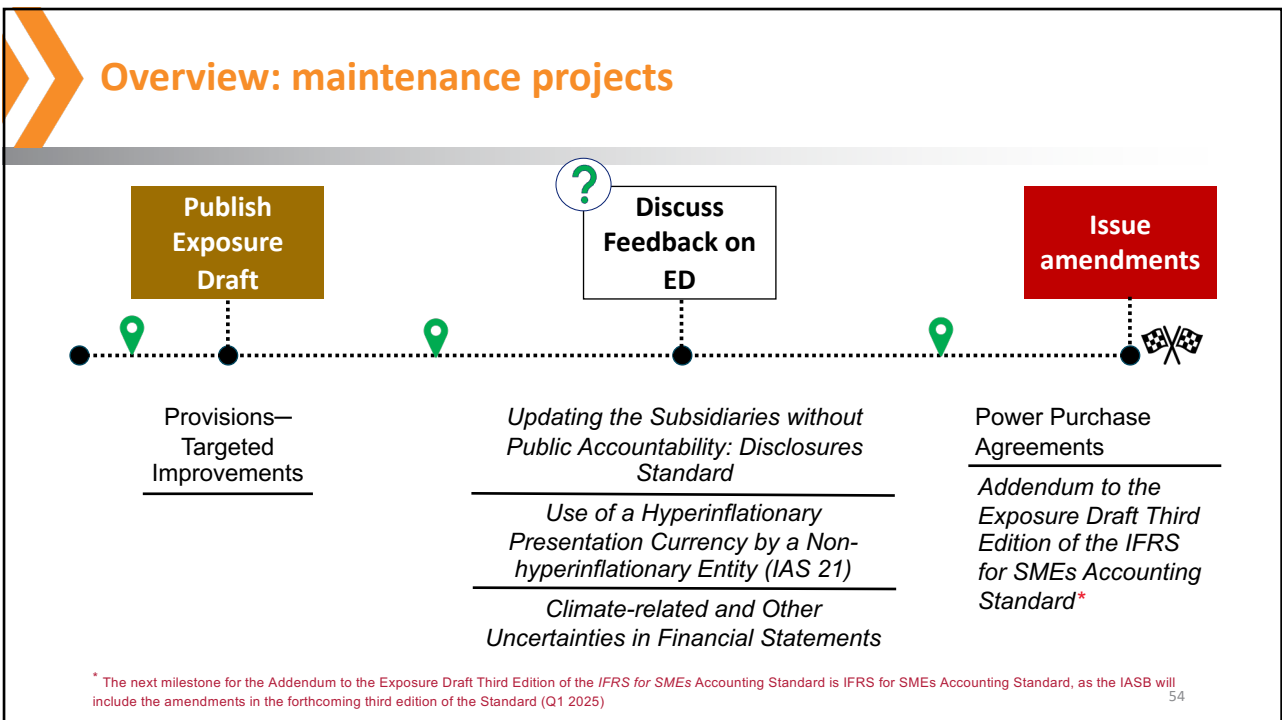 Overview: maintenance projects
Publish
Exposure
Draft
?
Discuss
Feedback on
ED
Issue
amendments
Provisions—
Targeted
Improvements
Updating the Subsidiaries without
Public Accountability: Disclosures
Standard
Use of a Hyperinflationary
Presentation Currency by a Non-
hyperinflationary Entity (IAS 21)
Climate-related and Other
Uncertainties in Financial Statements
Power Purchase
Agreements
Addendum to the
Exposure Draft Third
Edition of the IFRS
for SMEs Accounting
Standard*
* The next milestone for the Addendum to the Exposure Draft Third Edition of the IFRS for SMEs Accounting Standard is IFRS for SMEs Accounting Standard, as the IASB will
include the amendments in the forthcoming third edition of the Standard (Q1 2025)
54